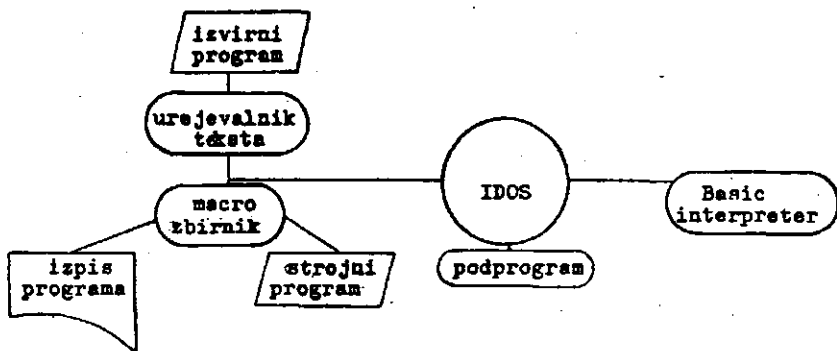 izvirni
program
urejevalnik
teksta
macro
zbirnik
IDOS
Basic
interpreter
izpis
programa
strojni
program
podprogram